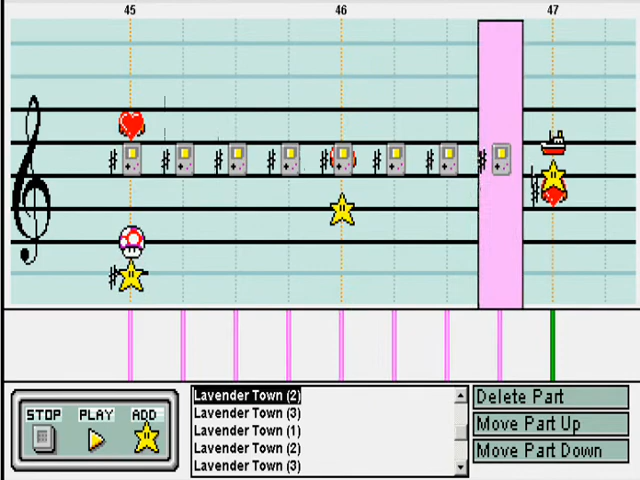 45 46 47
STOP PLAY ADD
Lavender Town (2)
Lavender Town (3)
Lavender Town (1)
Lavender Town (2)
Lavender Town (3)
Delete Part
Move Part Up
Move Part Down